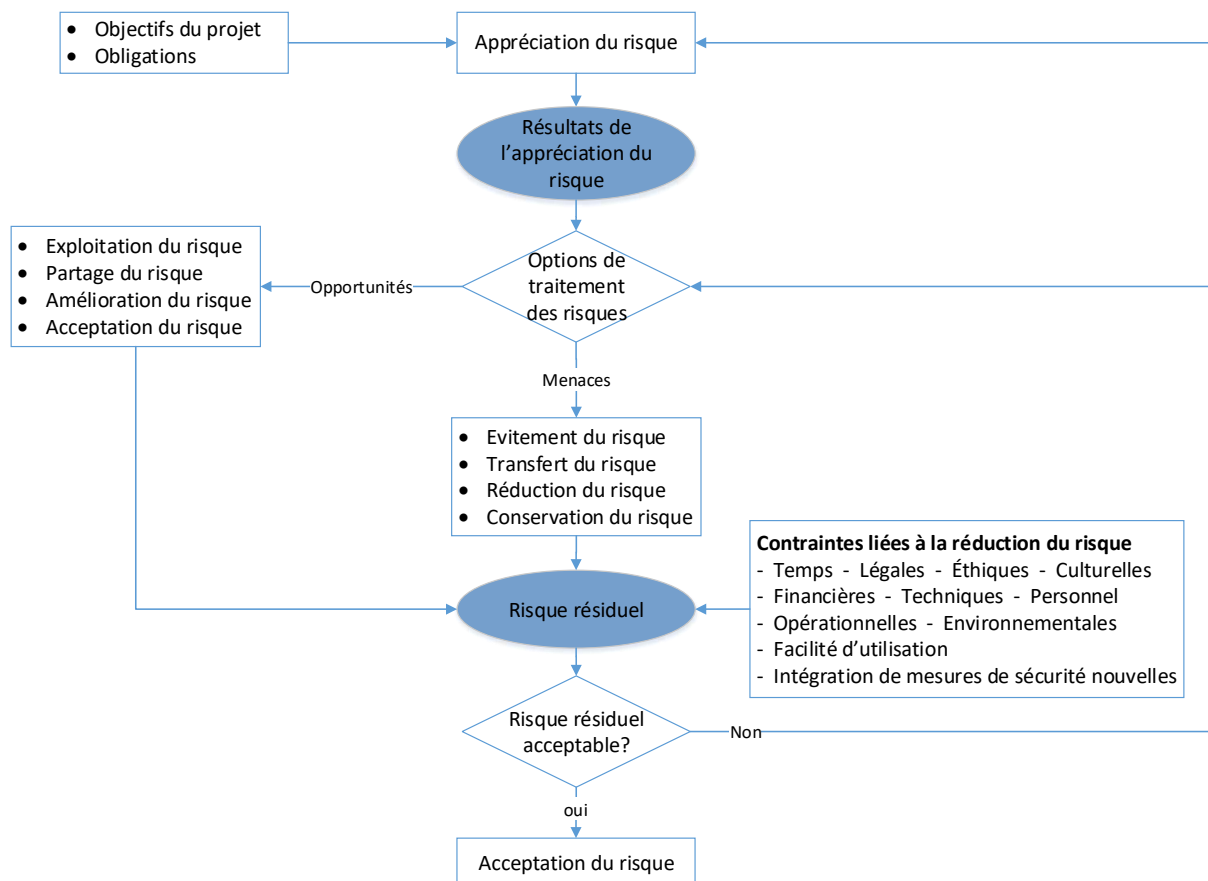 • Objectifs du projet
• Obligations
Appréciation du risque
Résultats de
l'appréciation du
risque
• Exploitation du risque
• Partage du risque
• Amélioration du risque
• Acceptation du risque
Opportunités
Options de
traitement
des risques
Menaces
• Evitement du risque
• Transfert du risque
• Réduction du risque
• Conservation du risque
Contraintes liées à la réduction du risque
- Temps - Légales - Éthiques - Culturelles
- Financières - Techniques - Personnel
- Opérationnelles - Environnementales
- Facilité d'utilisation
- Intégration de mesures de sécurité nouvelles
Risque résiduel
Risque résiduel
acceptable?
Non
oui
Acceptation du risque